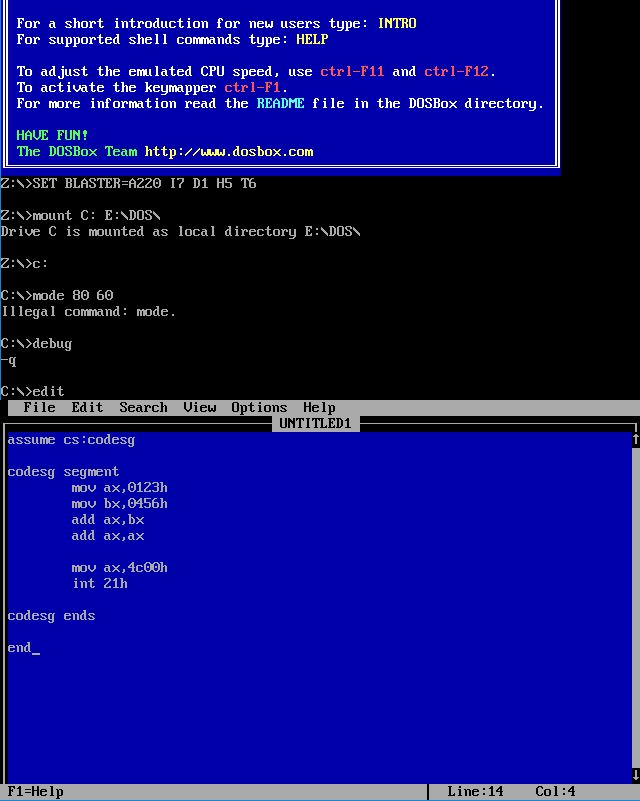 For a short introduction for new users type: INTRO
For supported shell commands type: HELP
To adjust the emulated CPU speed, use ctrl-F11 and ctrl-F12.
To activate the keymapper ctrl-F1.
For more information read the README file in the DOSBox directory.
HAVE FUN!
The DOSBox Team http://www.dosbox.com
Z:\>SET BLASTER=A220 I7 D1 H5 T6
Z:\>mount C: E:\DOS\
Drive C is mounted as local directory E:\DOS\
Z:\>c:
C:\>mode 80 60
Illegal command: mode.
C:\>debug
-q
C:\>edit
File Edit Search View Options Help
UNTITLED1
assume cs:codesg
codesg segment
mov ax,0123h
mov bx,0456h
add ax,bx
add ax,ax
mov ax,4c00h
int 21h
codesg ends
end_
F1=Help Line:14 Col:4